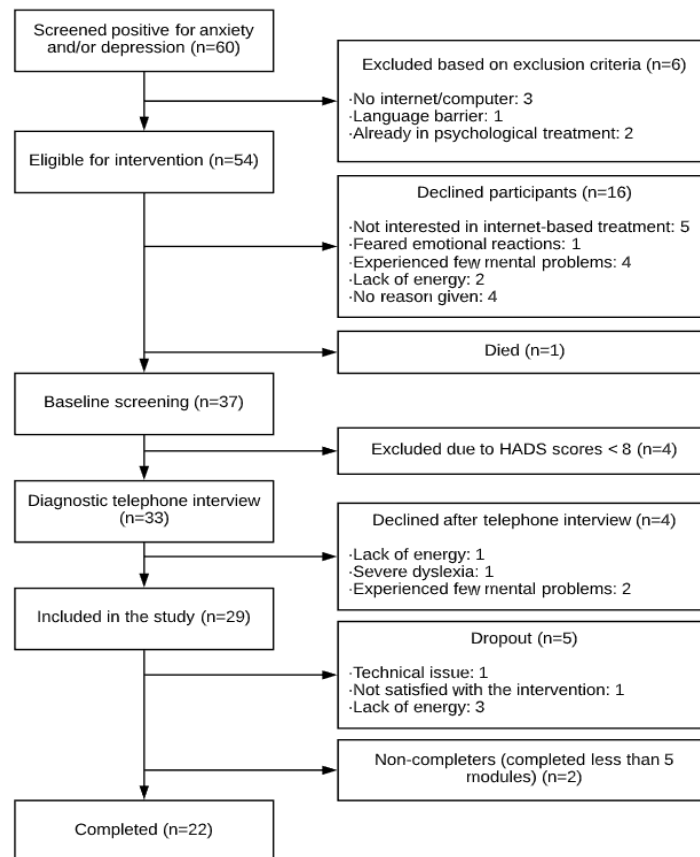 Screened positive for anxiety
and/or depression (n=60)
Excluded based on exclusion criteria (n=6)
·No internet/computer: 3
·Language barrier: 1
·Already in psychological treatment: 2
Eligible for intervention (n=54)
Declined participants (n=16)
·Not interested in internet-based treatment: 5
·Feared emotional reactions: 1
·Experienced few mental problems: 4
·Lack of energy: 2
·No reason given: 4
Died (n=1)
Baseline screening (n=37)
Excluded due to HADS scores < 8 (n=4)
Diagnostic telephone interview
(n=33)
Declined after telephone interview (n=4)
·Lack of energy: 1
·Severe dyslexia: 1
·Experienced few mental problems: 2
Included in the study (n=29)
Dropout (n=5)
·Technical issue: 1
·Not satisfied with the intervention: 1
·Lack of energy: 3
Non-completers (completed less than 5
modules) (n=2)
Completed (n=22)